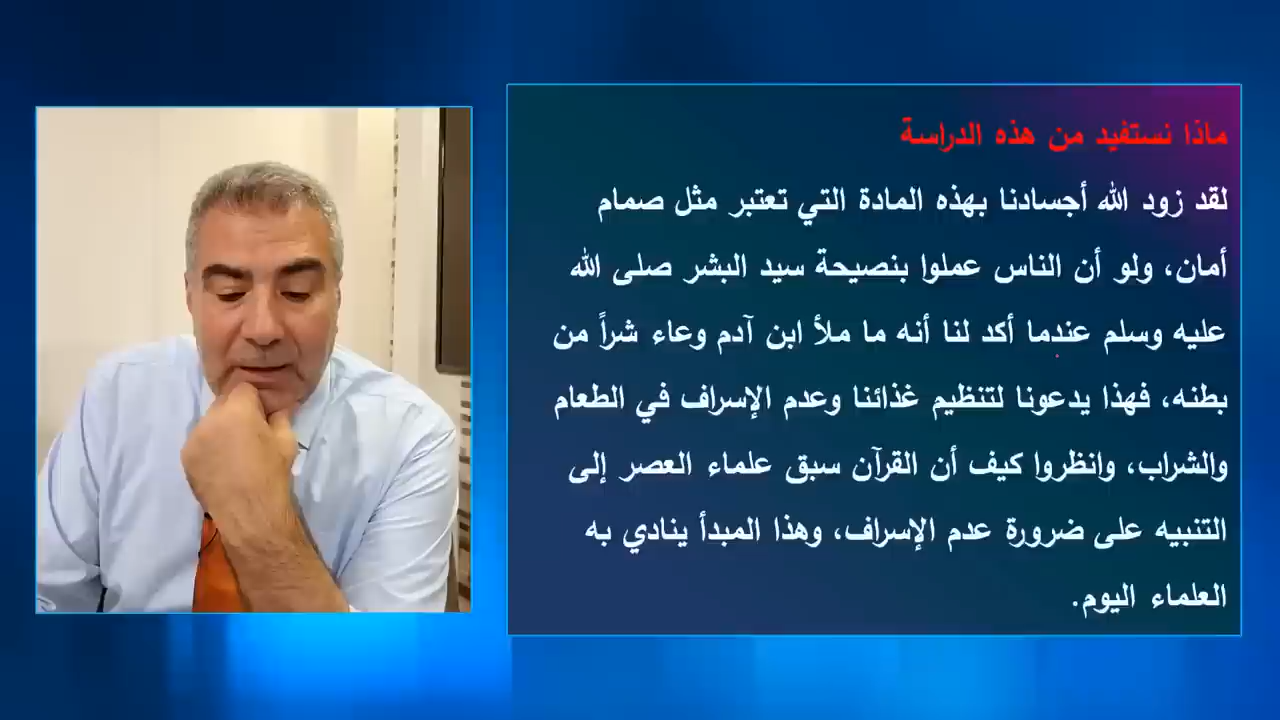 ماذا نستفيد من هذه الدراسة
لقد زود الله أجسادنا بهذه المادة التي تعتبر مثل صمام
أمان، ولو أن الناس عملوا بنصيحة سيد البشر صلى الله
عليه وسلم عندما أكد لنا أنه ما ملأ ابن آدم وعاء شراً من
بطنه، فهذا يدعونا لتنظيم غذائنا وعدم الإسراف في الطعام
والشراب، وانظروا كيف أن القرآن سبق علماء العصر إلى
التنبيه على ضرورة عدم الإسراف، وهذا المبدأ ينادي به
العلماء اليوم.